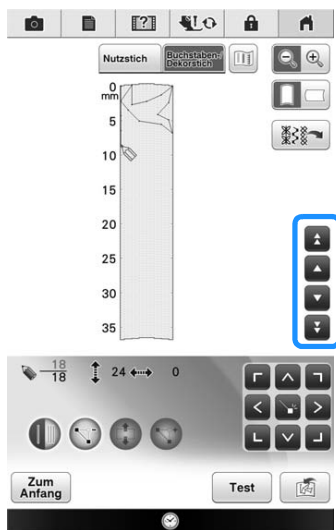 ?
Nutzstich
Buchstaben-/
Dekorstich
0
mm
5
10
15
20
25
30
35
18
18
24
0
Zum
Anfang
Test